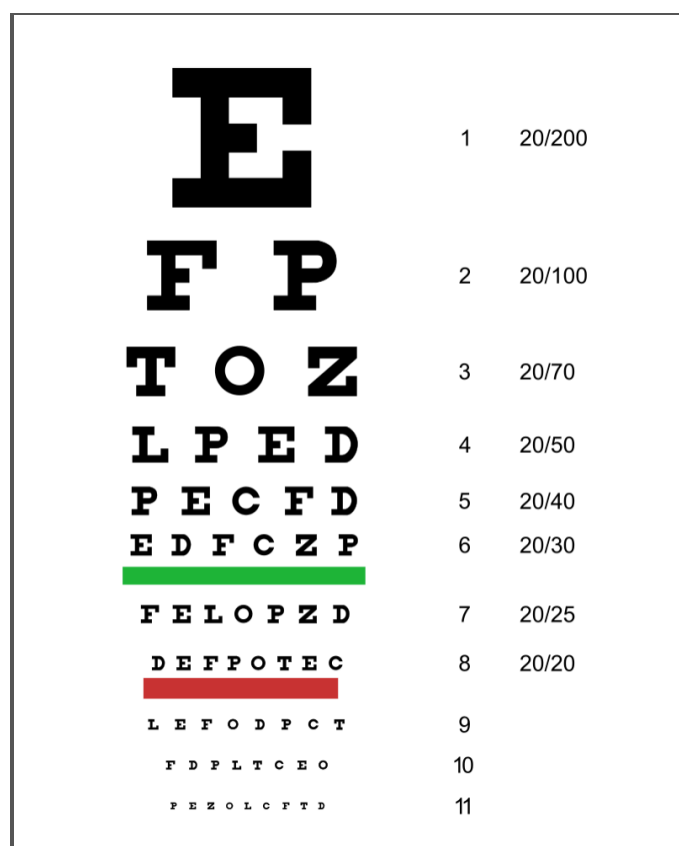 E 1 20/200
F P 2 20/100
T O Z 3 20/70
L P E D 4 20/50
P E C F D 5 20/40
E D F C Z P 6 20/30
F E L O P Z D 7 20/25
D E F P O T E C 8 20/20
L E F O D P C T 9
F D P L T C E O 10
P E Z O L C F T D 11